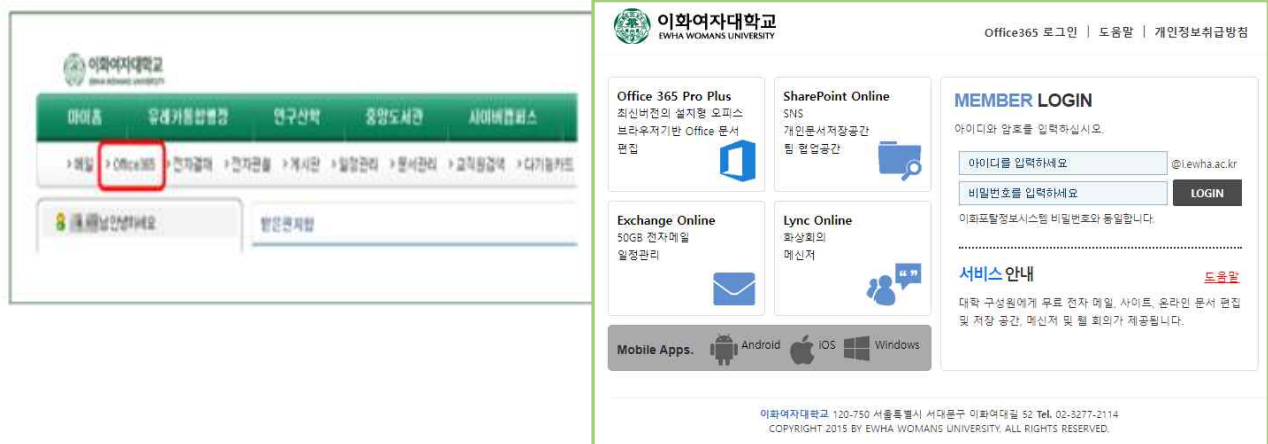 이화여자대학교
EWHA WOMANS UNIVERSITY
마이홈 유레카통합행정 연구산학 중앙도서관 사이버캠퍼스
› 메일 › Office365 › 전자결재 › 게시판 › 일정관리 › 문서관리 › 교직원검색 › 다기능카드
님 안녕하세요
받은편지함
이화여자대학교
EWHA WOMANS UNIVERSITY
Office365 로그인 | 도움말 | 개인정보취급방침
Office 365 Pro Plus
최신버전의 설치형 오피스
브라우저기반 Office 문서
편집
SharePoint Online
SNS
개인문서저장공간
팀 협업공간
Exchange Online
50GB 전자메일
일정관리
Lync Online
화상회의
메신저
Mobile Apps. Android iOS Windows
MEMBER LOGIN
아이디와 암호를 입력하십시오.
아이디를 입력하세요 @i.ewha.ac.kr
비밀번호를 입력하세요 LOGIN
이화포탈정보시스템 비밀번호와 동일합니다.
서비스 안내 도움말
대학 구성원에게 무료 전자 메일, 사이트, 온라인 문서 편집
및 저장 공간, 메신저 및 웹 회의가 제공됩니다.
이화여자대학교 120-750 서울특별시 서대문구 이화여대길 52 Tel. 02-3277-2114
COPYRIGHT 2015 BY EWHA WOMANS UNIVERSITY. ALL RIGHTS RESERVED.